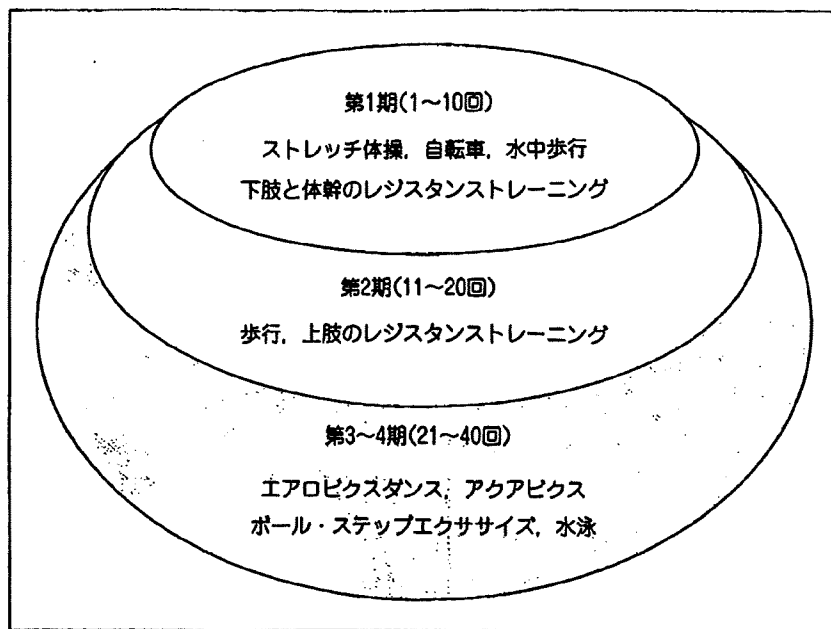 第1期(1〜10回)
ストレッチ体操，自転車，水中歩行
下肢と体幹のレジスタンストレーニング
第2期(11〜20回)
歩行，上肢のレジスタンストレーニング
第3〜4期(21〜40回)
エアロビクスダンス，アクアビクス
ボール・ステップエクササイズ，水泳